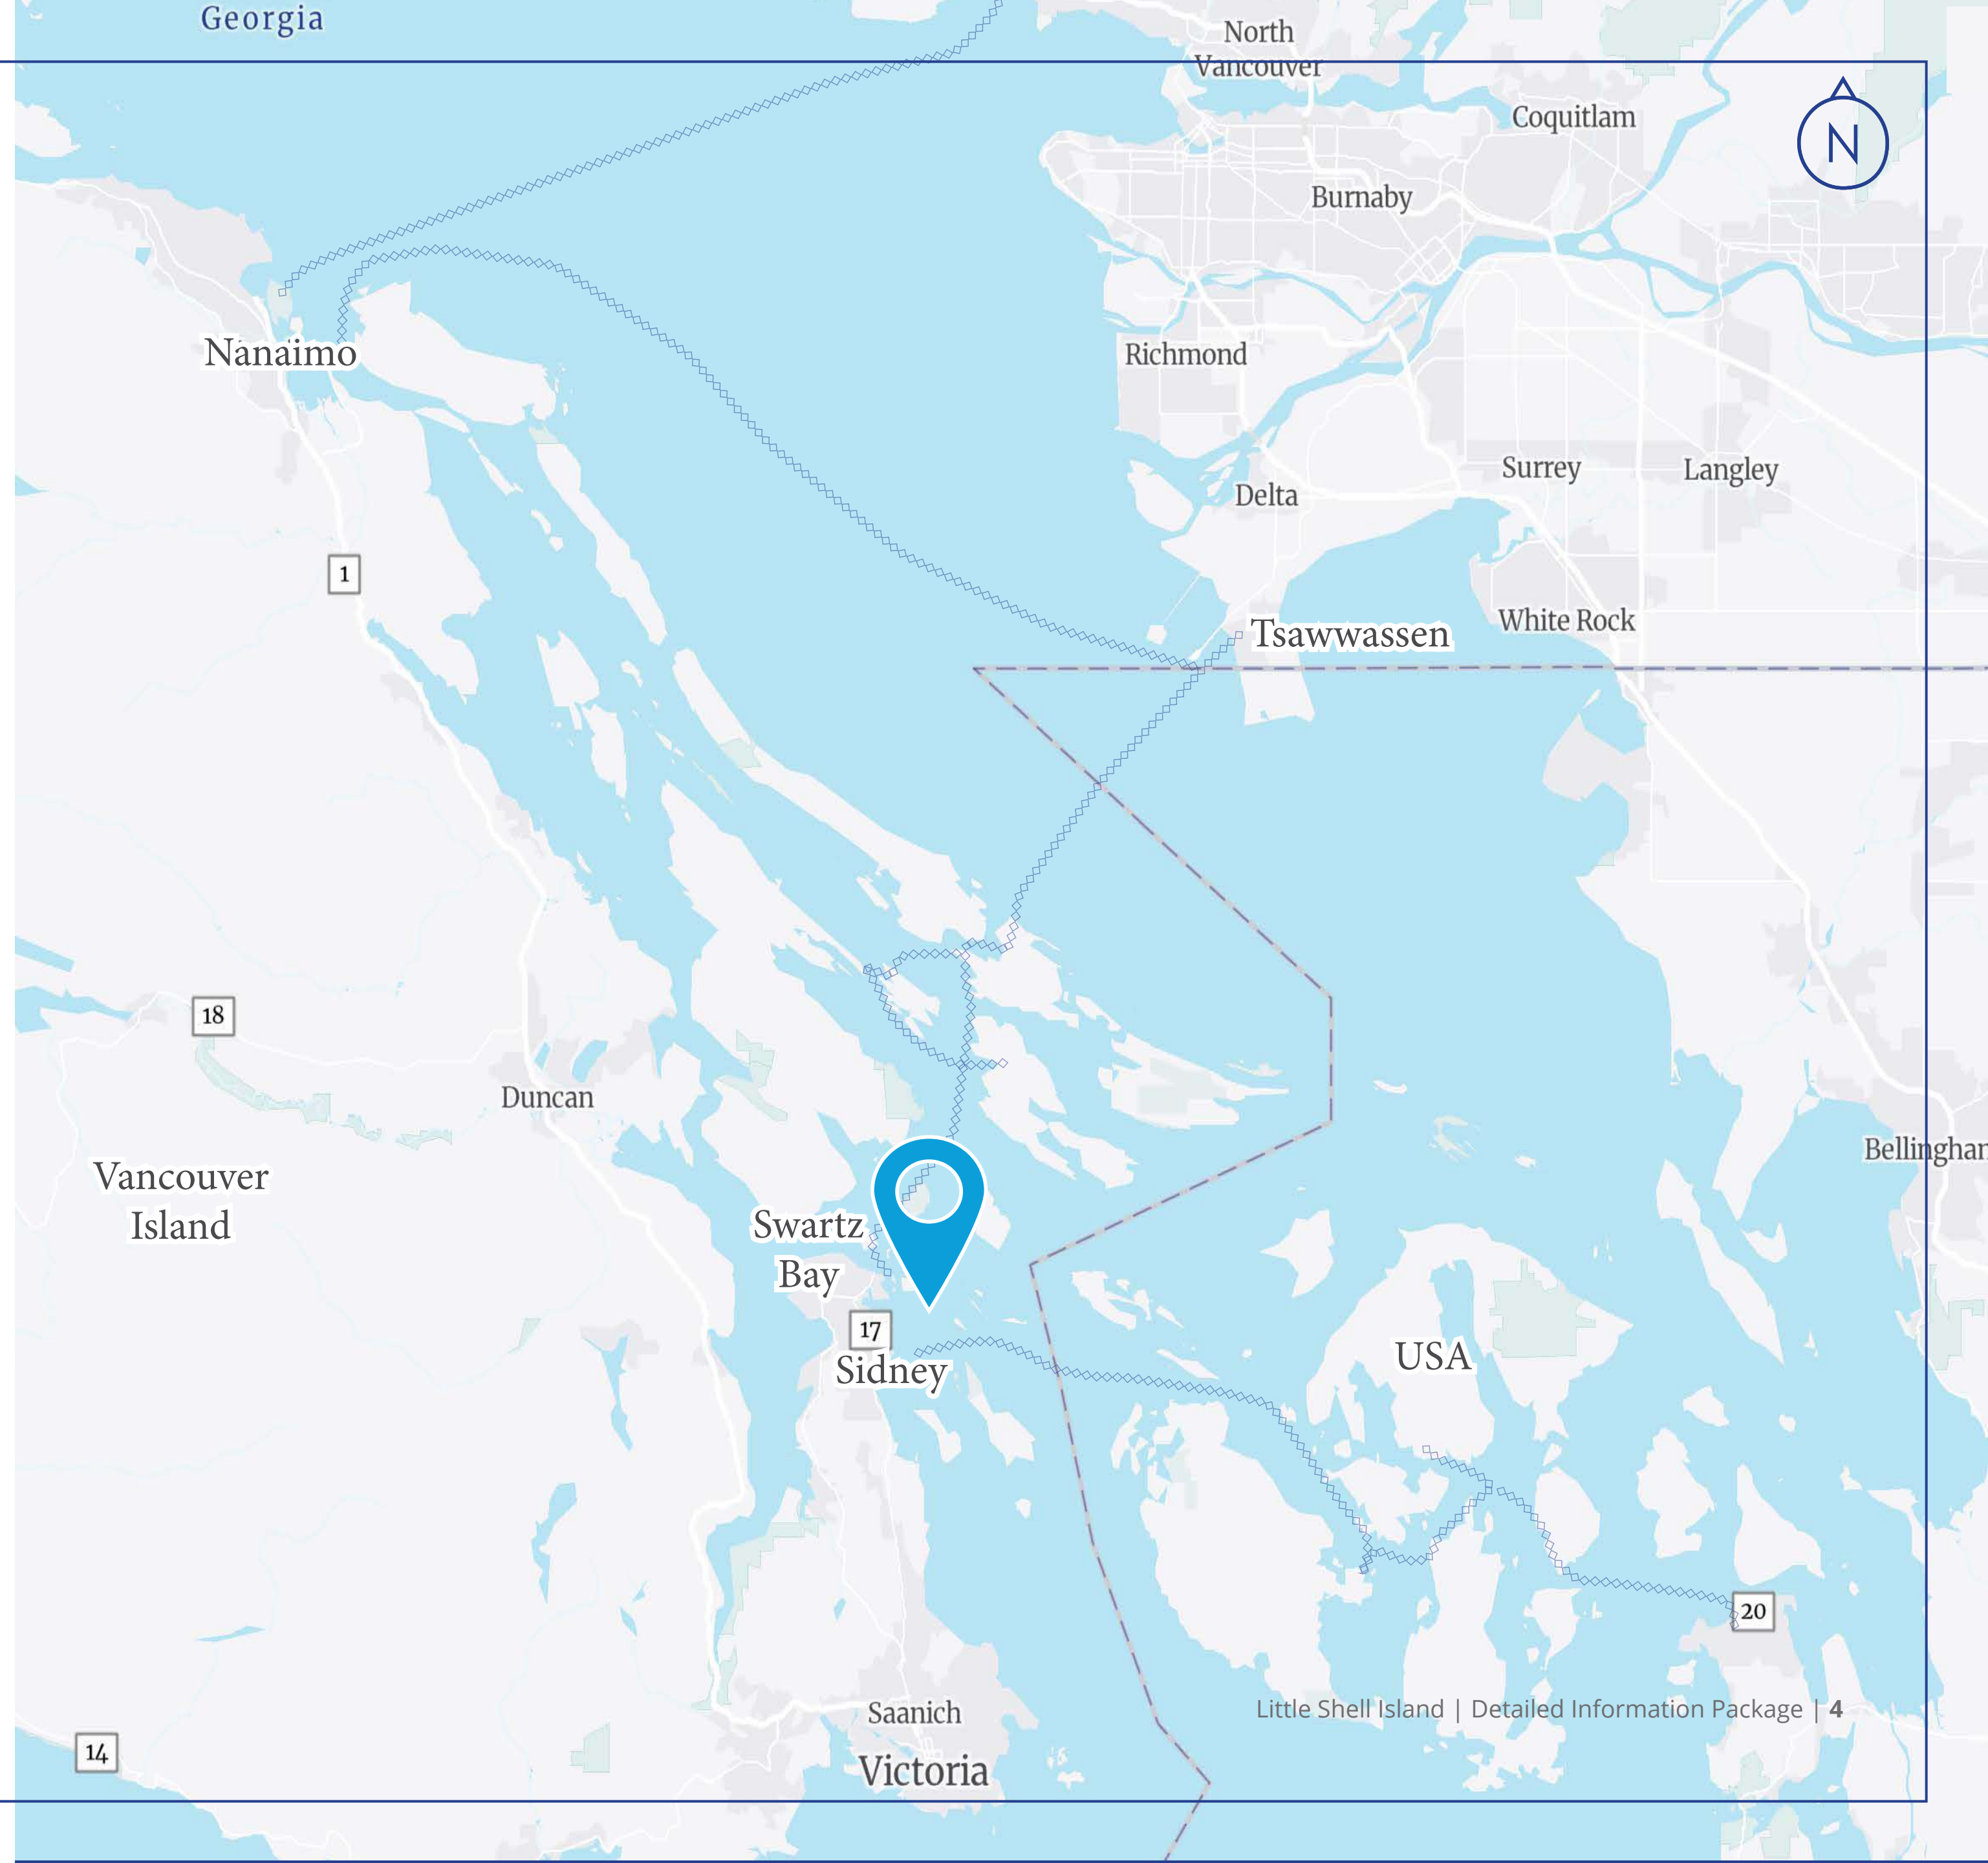 Georgia
North
Vancouver
Coquitlam
N
Burnaby
Nanaimo
Richmond
Surrey
Langley
Delta
1
White Rock
Tsawwassen
18
Duncan
Bellinghan
Vancouver
Island
Swartz
Bay
17
Sidney
USA
20
Saanich
Little Shell Island | Detailed Information Package | 4
14
Victoria